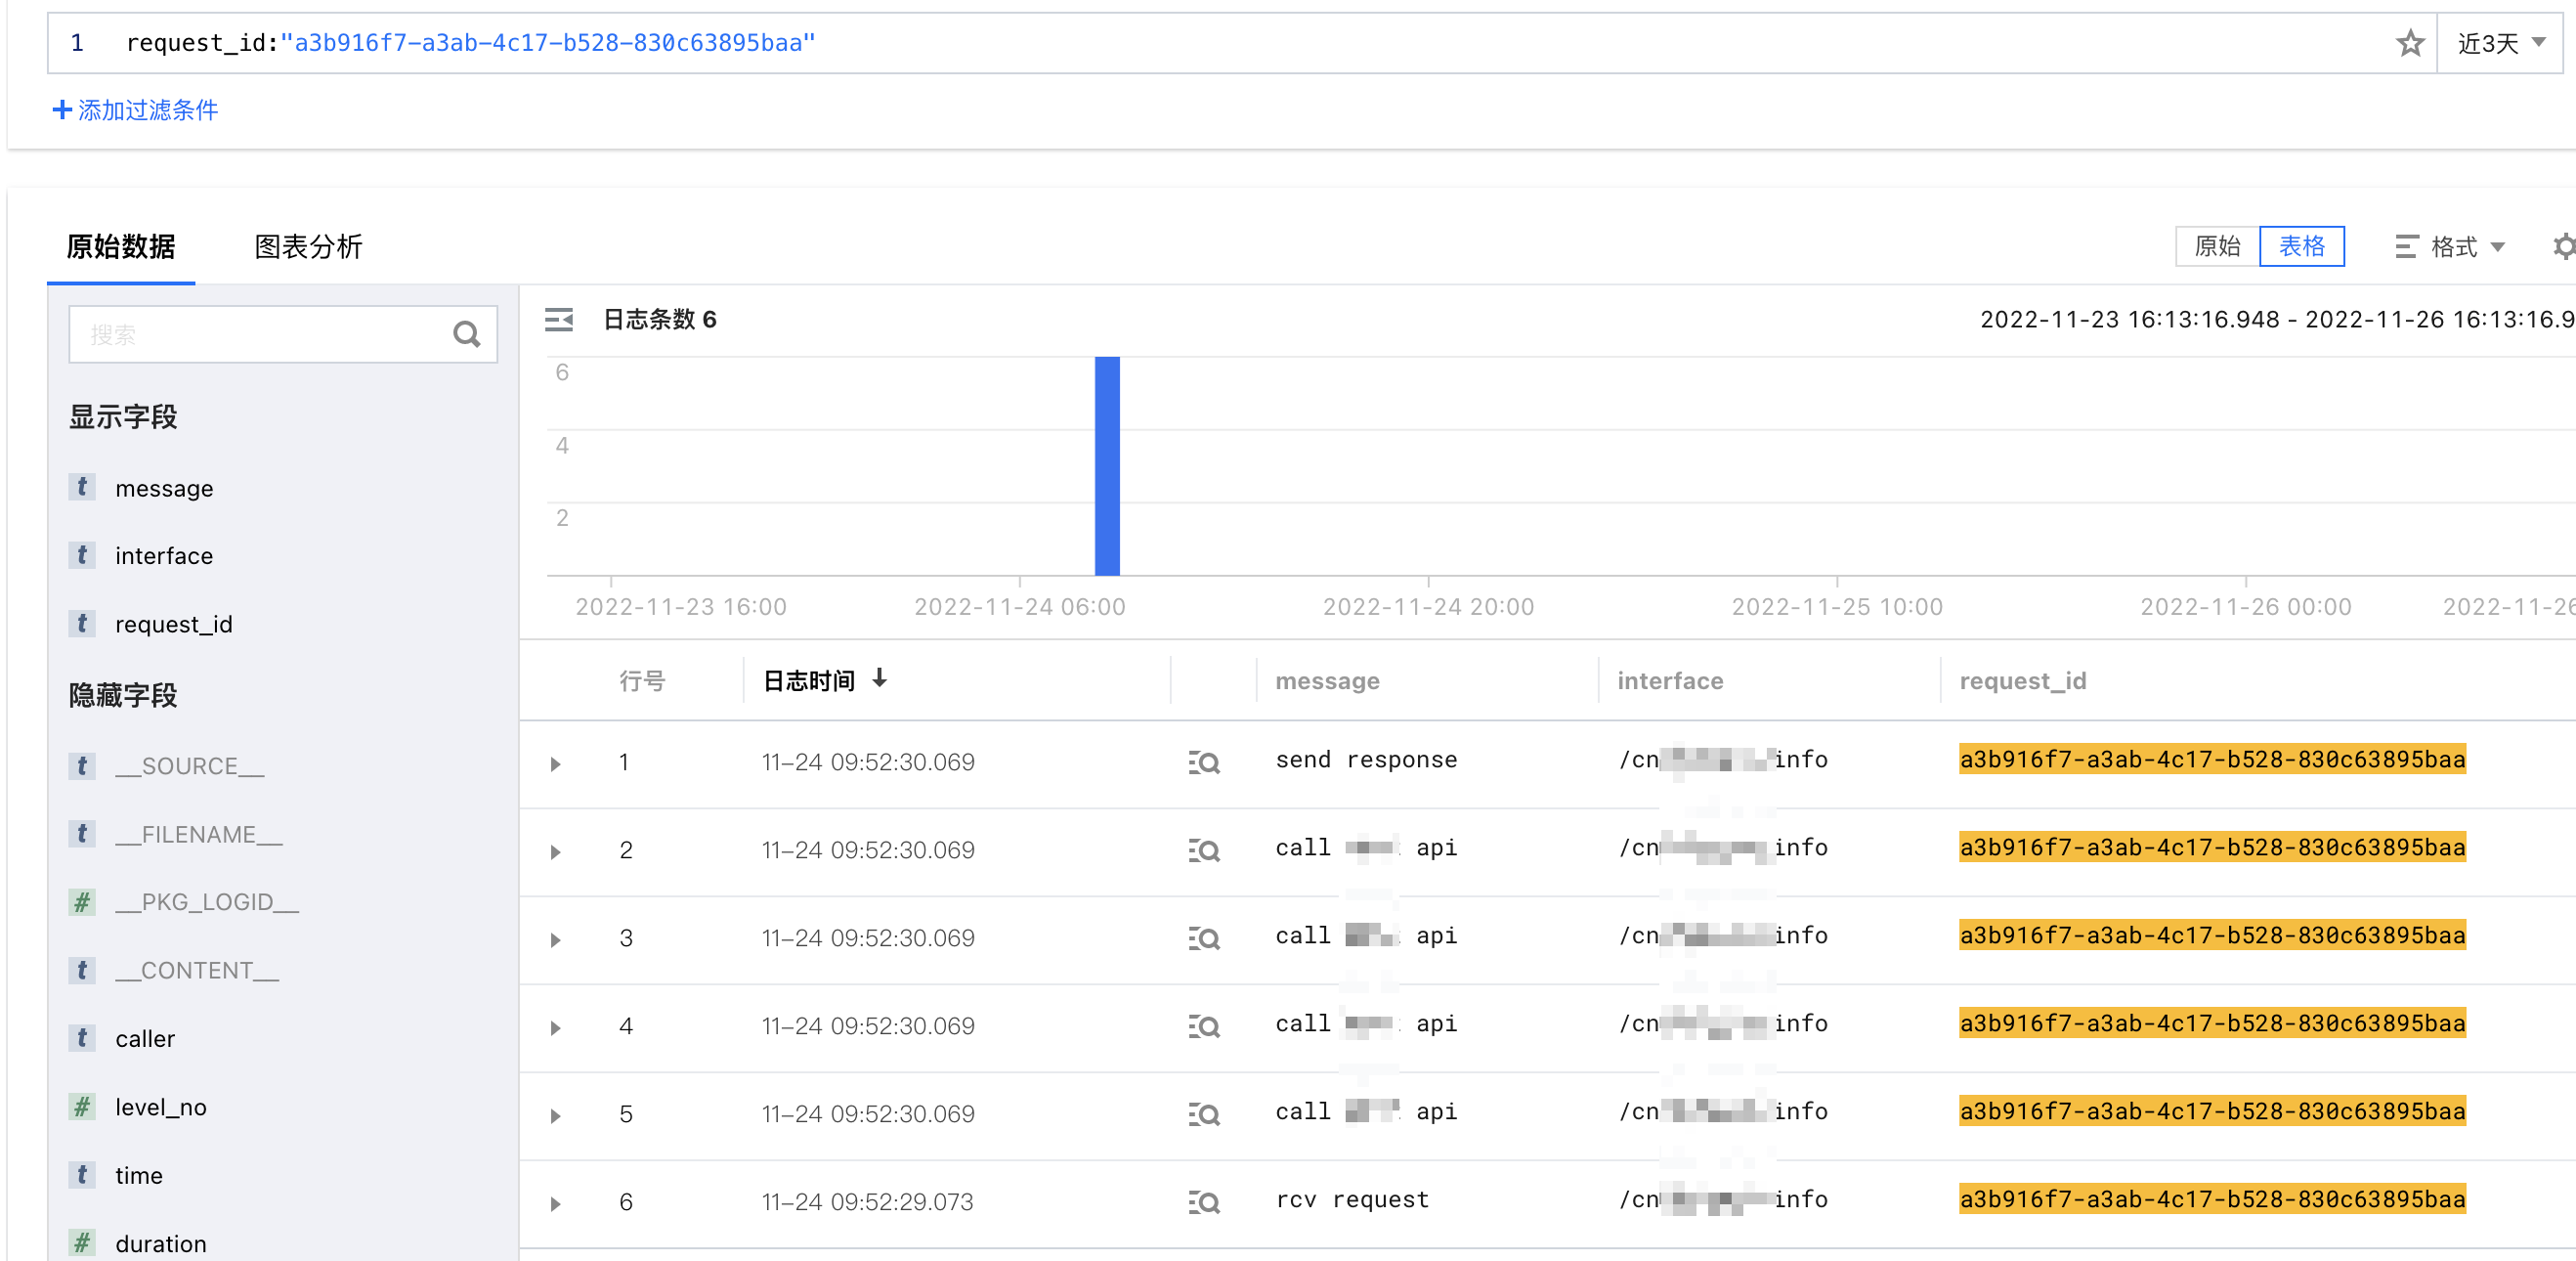 1 request_id:"a3b916f7-a3ab-4c17-b528-830c63895baa" 近3天
添加过滤条件
原始数据 图表分析 原始 表格 格式
搜索
日志条数 6 2022-11-23 16:13:16.948 - 2022-11-26 16:13:16.9
6
4
2
2022-11-23 16:00 2022-11-24 06:00 2022-11-24 20:00 2022-11-25 10:00 2022-11-26 00:00 2022-11-26
显示字段
t message
t interface
t request_id
隐藏字段
t __SOURCE__
t __FILENAME__
# __PKG_LOGID__
t __CONTENT__
t caller
# level_no
t time
# duration
行号 日志时间 message interface request_id
1 11-24 09:52:30.069 send response /cn info a3b916f7-a3ab-4c17-b528-830c63895baa
2 11-24 09:52:30.069 call api /cn info a3b916f7-a3ab-4c17-b528-830c63895baa
3 11-24 09:52:30.069 call api /cn info a3b916f7-a3ab-4c17-b528-830c63895baa
4 11-24 09:52:30.069 call api /cn info a3b916f7-a3ab-4c17-b528-830c63895baa
5 11-24 09:52:30.069 call api /cn info a3b916f7-a3ab-4c17-b528-830c63895baa
6 11-24 09:52:29.073 rcv request /cn info a3b916f7-a3ab-4c17-b528-830c63895baa